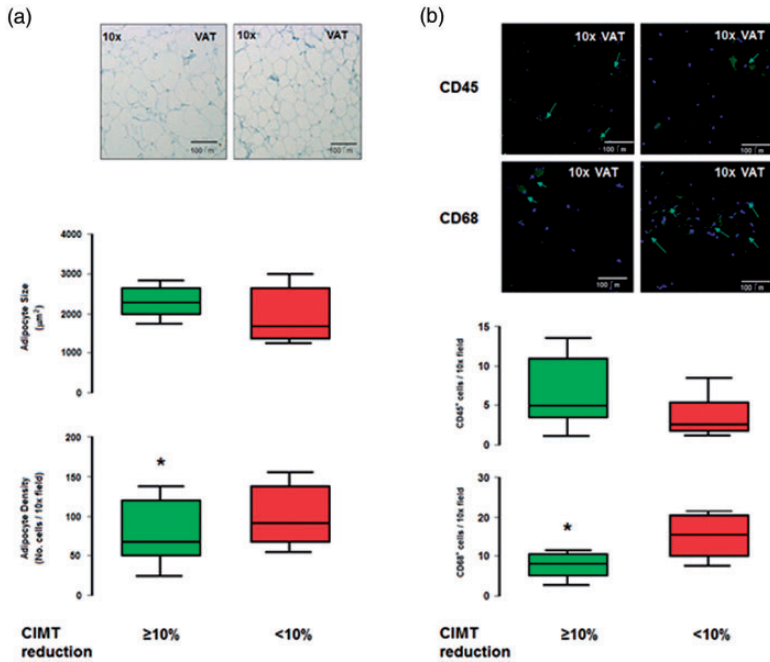 (a)
10x VAT
100 ∫ m
10x VAT
100 ∫ m
Adipocyte Size
(μm²)
4000
3000
2000
1000
0
Adipocyte Density
(No. cells / 10x field)
200
150
100
50
0
*
CIMT
reduction
≥10%
<10%
(b)
CD45
10x VAT
100 ∫ m
10x VAT
100 ∫ m
CD68
10x VAT
100 ∫ m
10x VAT
100 ∫ m
CD45⁺ cells / 10x field
15
10
5
0
CD68⁺ cells / 10x field
30
20
10
0
*
CIMT
reduction
≥10%
<10%